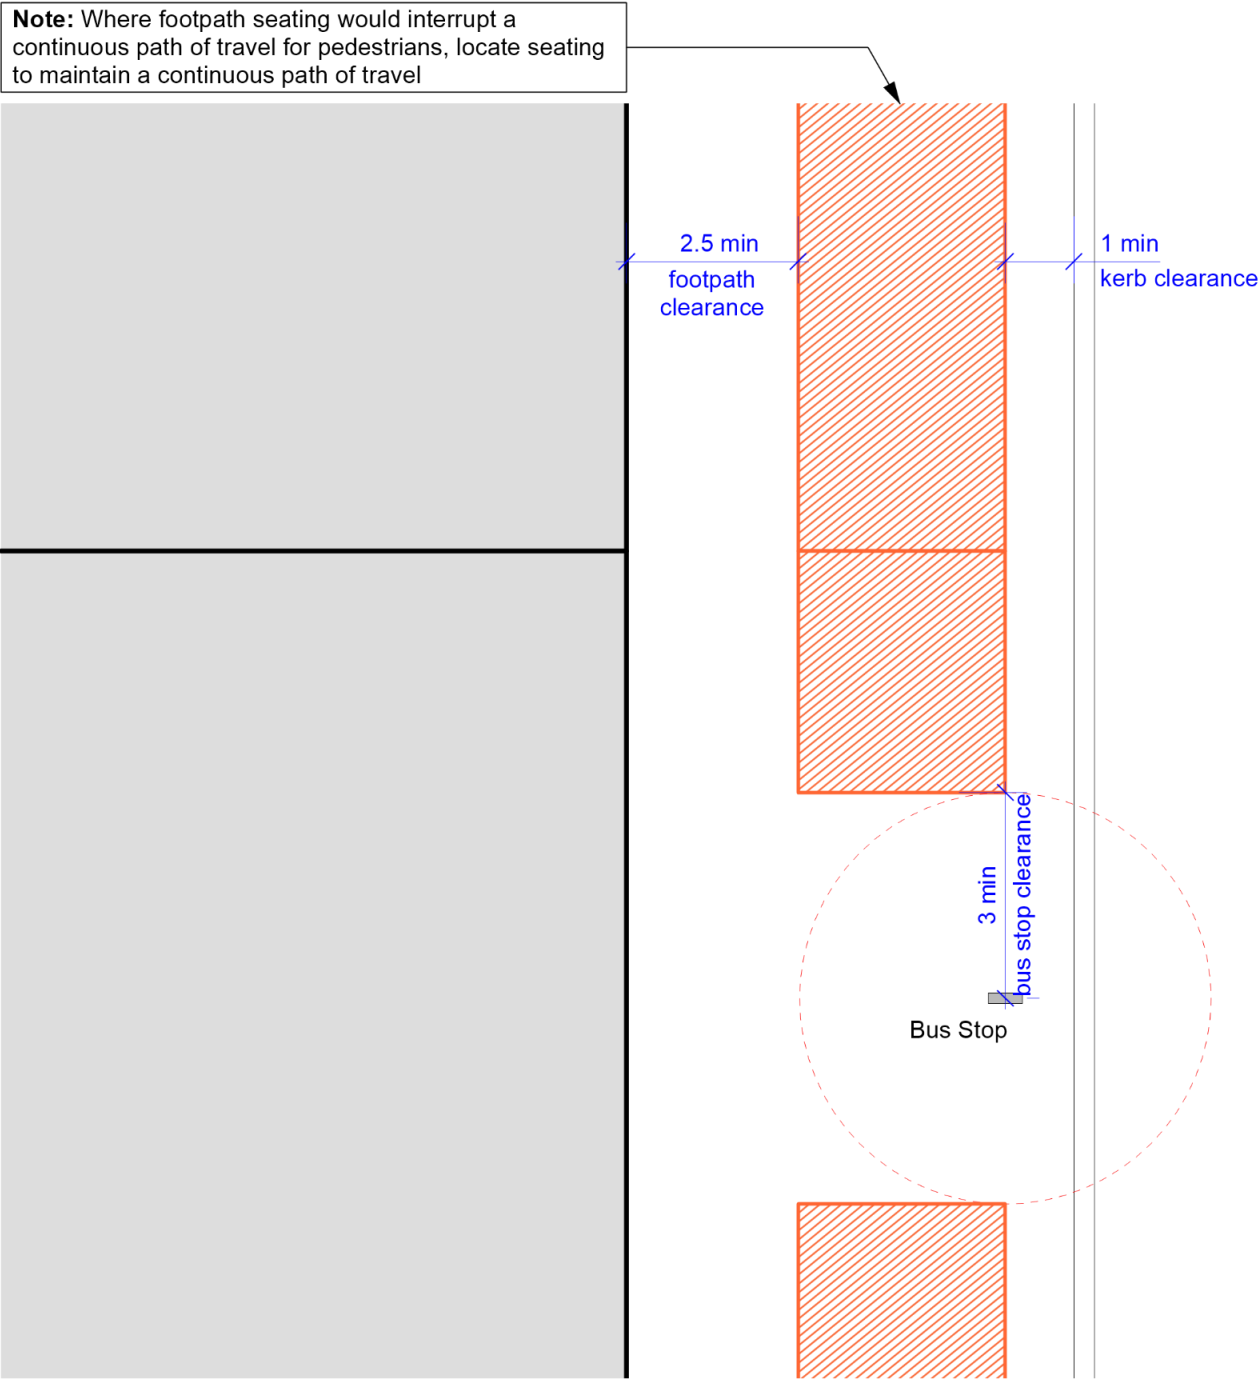 Note: Where footpath seating would interrupt a
continuous path of travel for pedestrians, locate seating
to maintain a continuous path of travel
2.5 min
footpath
clearance
1 min
kerb clearance
3 min
bus stop clearance
Bus Stop